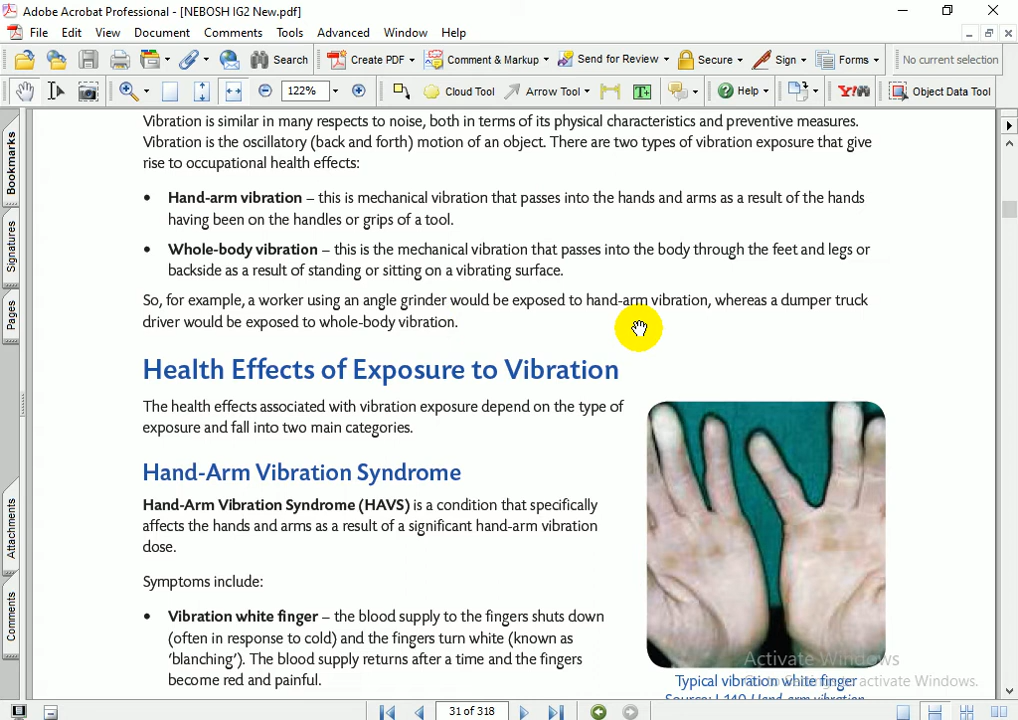 Adobe Acrobat Professional - [NEBOSH IG2 New.pdf]
File Edit View Document Comments Tools Advanced Window Help
Search Create PDF Comment & Markup Send for Review Secure Sign Forms No current selection
122% Cloud Tool Arrow Tool Help Y! Object Data Tool
Bookmarks
Signatures
Pages
Attachments
Comments
Vibration is similar in many respects to noise, both in terms of its physical characteristics and preventive measures.
Vibration is the oscillatory (back and forth) motion of an object. There are two types of vibration exposure that give
rise to occupational health effects:
• Hand-arm vibration – this is mechanical vibration that passes into the hands and arms as a result of the hands
having been on the handles or grips of a tool.
• Whole-body vibration – this is the mechanical vibration that passes into the body through the feet and legs or
backside as a result of standing or sitting on a vibrating surface.
So, for example, a worker using an angle grinder would be exposed to hand-arm vibration, whereas a dumper truck
driver would be exposed to whole-body vibration.
Health Effects of Exposure to Vibration
The health effects associated with vibration exposure depend on the type of
exposure and fall into two main categories.
Hand-Arm Vibration Syndrome
Hand-Arm Vibration Syndrome (HAVS) is a condition that specifically
affects the hands and arms as a result of a significant hand-arm vibration
dose.
Symptoms include:
• Vibration white finger – the blood supply to the fingers shuts down
(often in response to cold) and the fingers turn white (known as
'blanching'). The blood supply returns after a time and the fingers
become red and painful.
Typical vibration white finger
Source: L140 Hand-arm vibration
Activate Windows
Go to Settings to activate Windows.
31 of 318